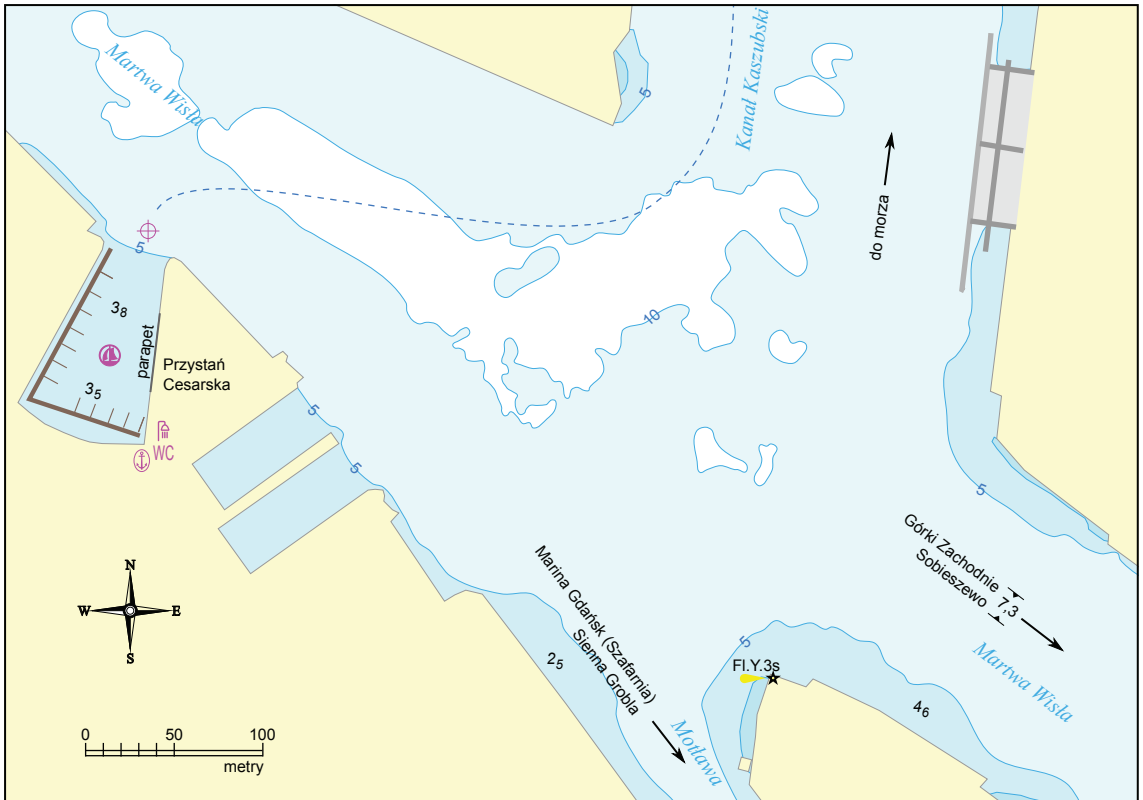 Martwa Wisła
Kanał Kaszubski
5
do morza
5
3₈
parapet
Przystań
Cesarska
3₅
WC
10
5
5
5
N
W E
S
Górki Zachodnie
Sobieszewo 7,3
Marina Gdańsk (Szafarnia)
Sienna Grobla
2₅
5
Fl.Y.3s
Martwa Wisła
4₆
Motława
0 50 100
metry